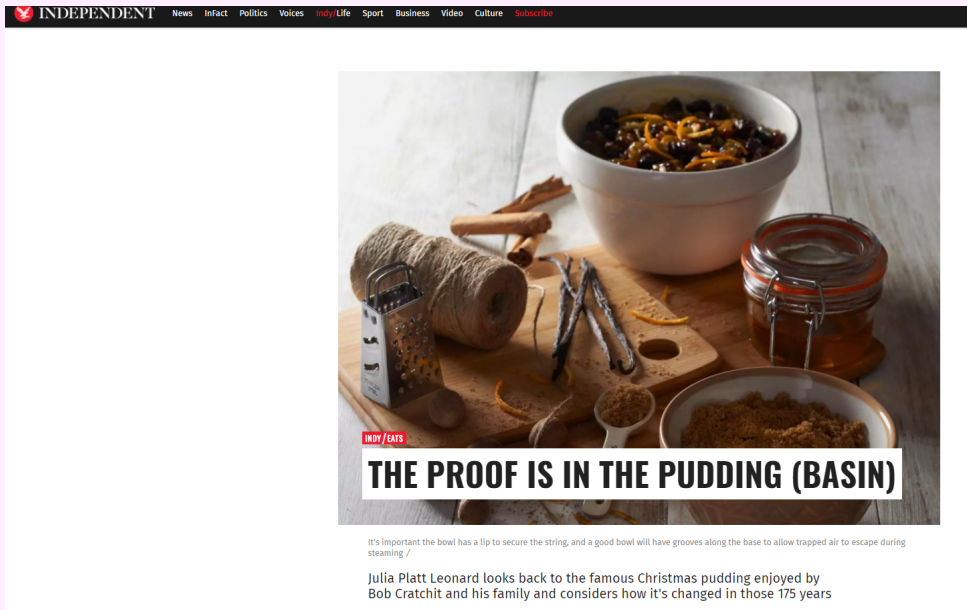 INDEPENDENT News InFact Politics Voices Indy/Life Sport Business Video Culture Subscribe
INDY/EATS
THE PROOF IS IN THE PUDDING (BASIN)
It's important the bowl has a lip to secure the string, and a good bowl will have grooves along the base to allow trapped air to escape during
steaming /
Julia Platt Leonard looks back to the famous Christmas pudding enjoyed by
Bob Cratchit and his family and considers how it's changed in those 175 years